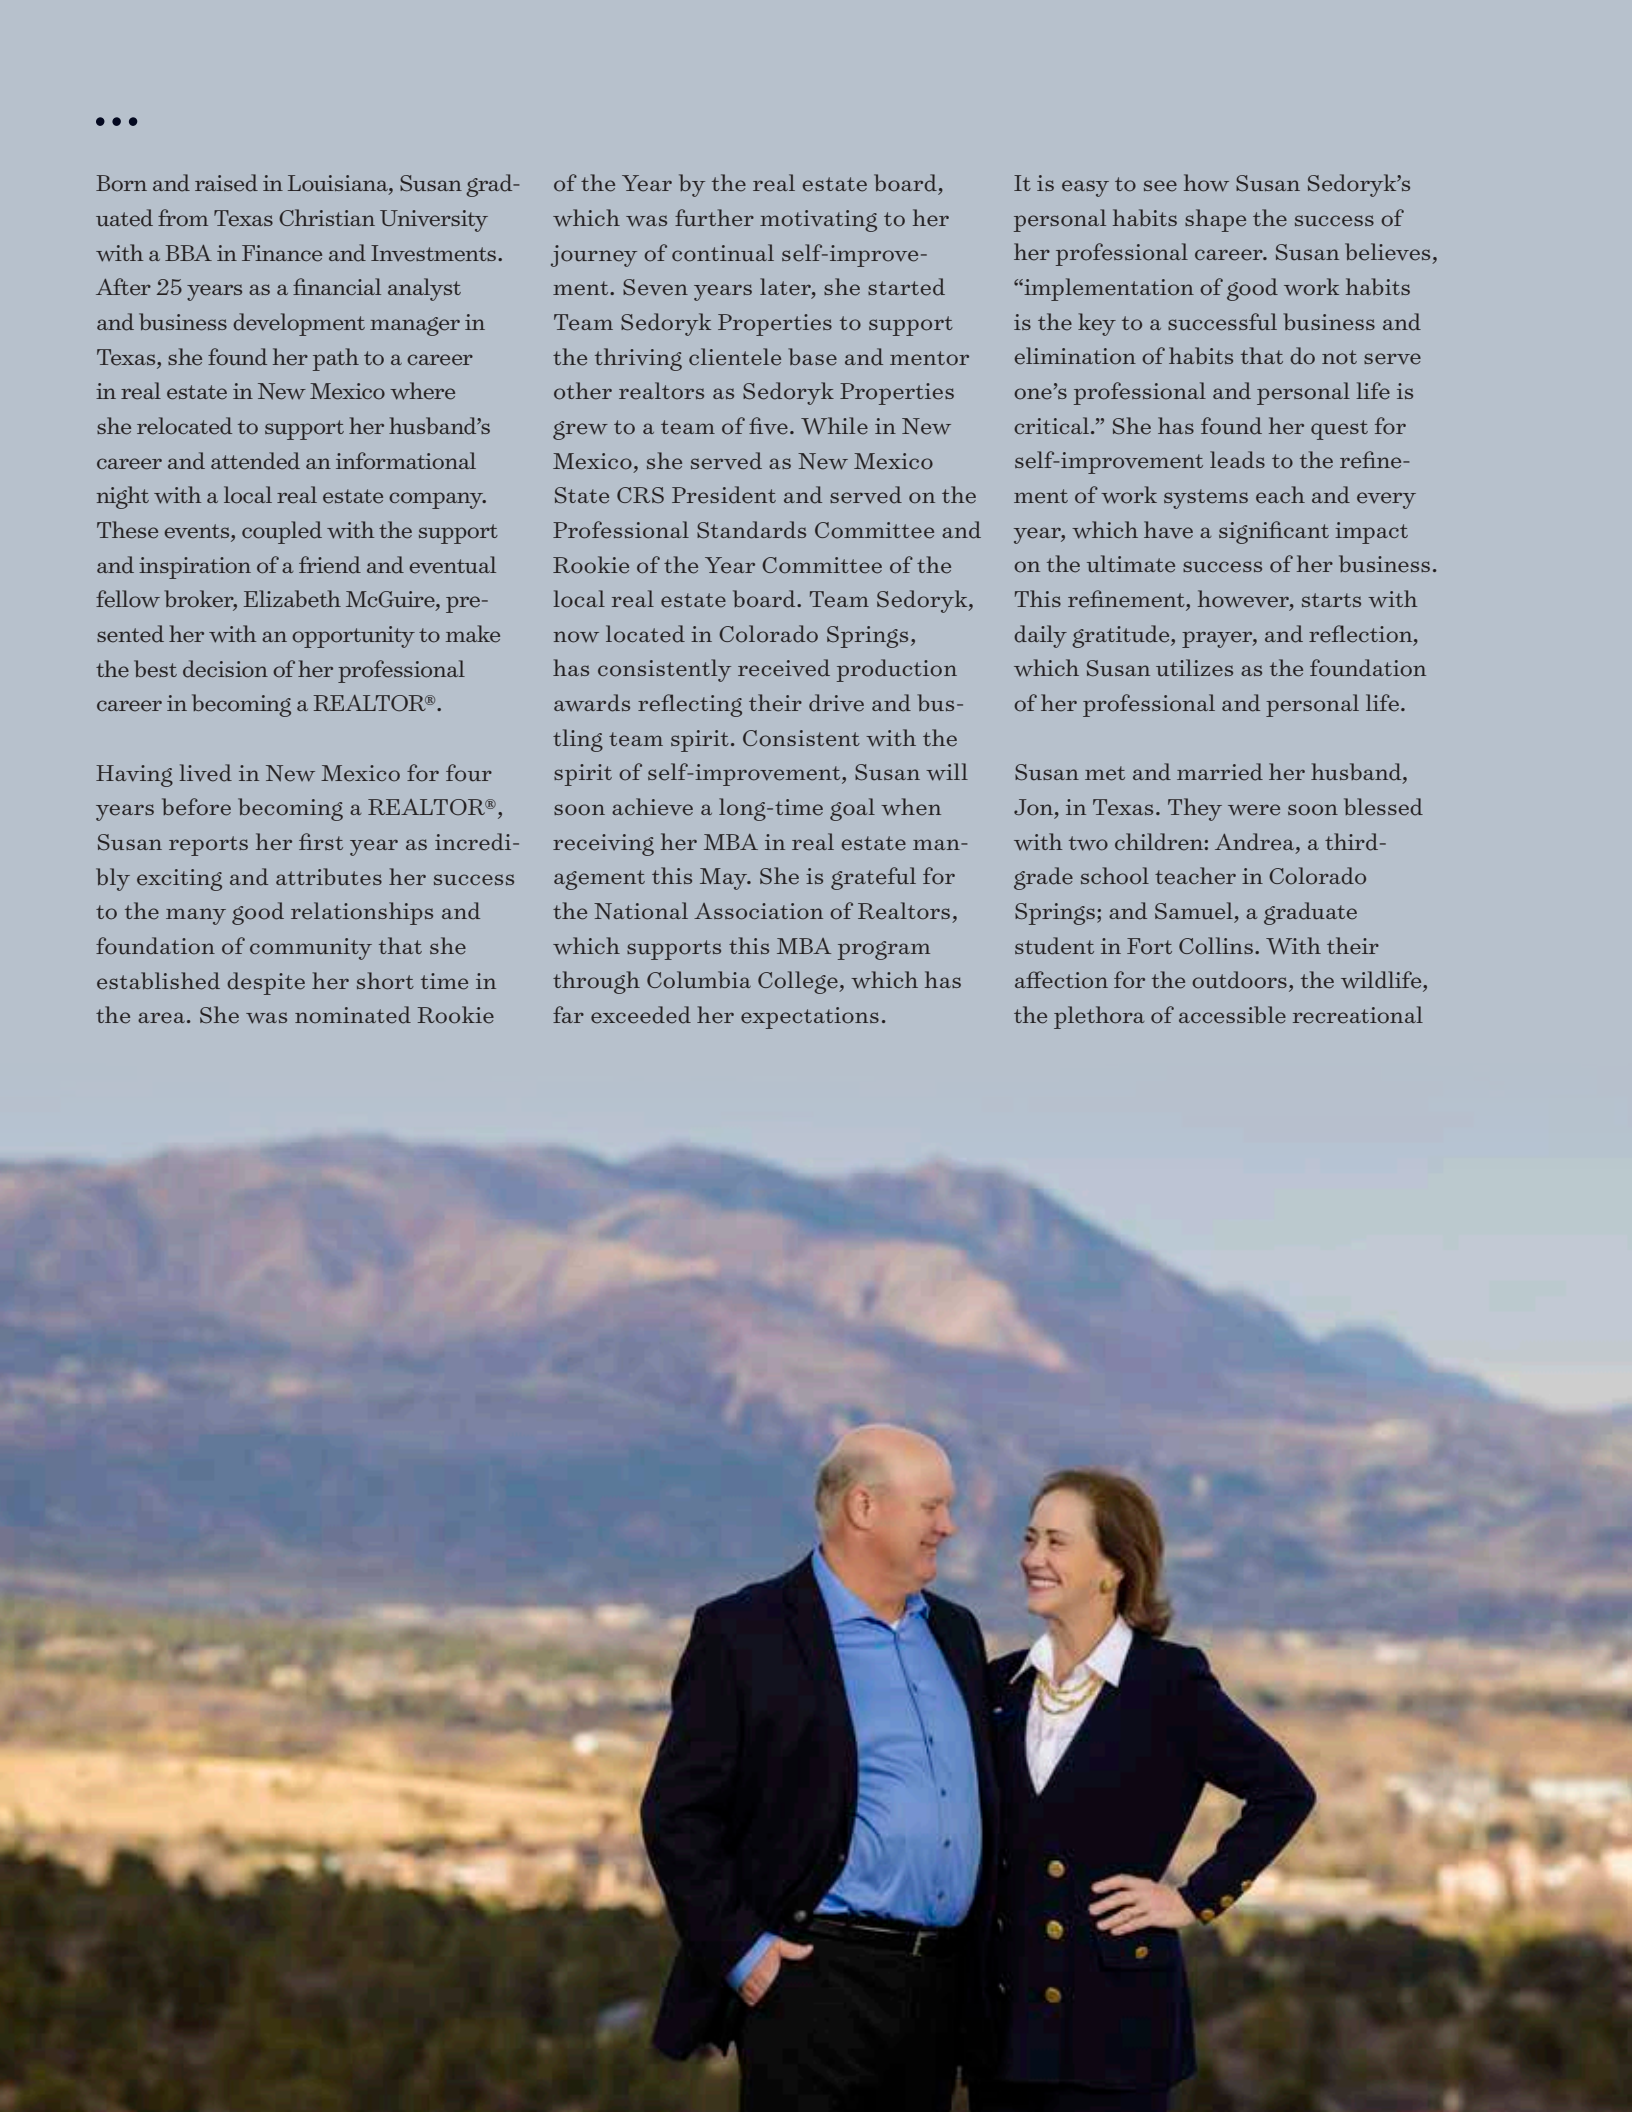 ...
Born and raised in Louisiana, Susan grad-
uated from Texas Christian University
with a BBA in Finance and Investments.
After 25 years as a financial analyst
and business development manager in
Texas, she found her path to a career
in real estate in New Mexico where
she relocated to support her husband’s
career and attended an informational
night with a local real estate company.
These events, coupled with the support
and inspiration of a friend and eventual
fellow broker, Elizabeth McGuire, pre-
sented her with an opportunity to make
the best decision of her professional
career in becoming a REALTOR®.
Having lived in New Mexico for four
years before becoming a REALTOR®,
Susan reports her first year as incredi-
bly exciting and attributes her success
to the many good relationships and
foundation of community that she
established despite her short time in
the area. She was nominated Rookie
of the Year by the real estate board,
which was further motivating to her
journey of continual self-improve-
ment. Seven years later, she started
Team Sedoryk Properties to support
the thriving clientele base and mentor
other realtors as Sedoryk Properties
grew to a team of five. While in New
Mexico, she served as New Mexico
State CRS President and served on the
Professional Standards Committee and
Rookie of the Year Committee of the
local real estate board. Team Sedoryk,
now located in Colorado Springs,
has consistently received production
awards reflecting their drive and bus-
tling team spirit. Consistent with the
spirit of self-improvement, Susan will
soon achieve a long-time goal when
receiving her MBA in real estate man-
agement this May. She is grateful for
the National Association of Realtors,
which supports this MBA program
through Columbia College, which has
far exceeded her expectations.
It is easy to see how Susan Sedoryk’s
personal habits shape the success of
her professional career. Susan believes,
“implementation of good work habits
is the key to a successful business and
elimination of habits that do not serve
one’s professional and personal life is
critical.” She has found her quest for
self-improvement leads to the refine-
ment of work systems each and every
year, which have a significant impact
on the ultimate success of her business.
This refinement, however, starts with
daily gratitude, prayer, and reflection,
which Susan utilizes as the foundation
of her professional and personal life.
Susan met and married her husband,
Jon, in Texas. They were soon blessed
with two children: Andrea, a third-
grade school teacher in Colorado
Springs; and Samuel, a graduate
student in Fort Collins. With their
affection for the outdoors, the wildlife,
the plethora of accessible recreational